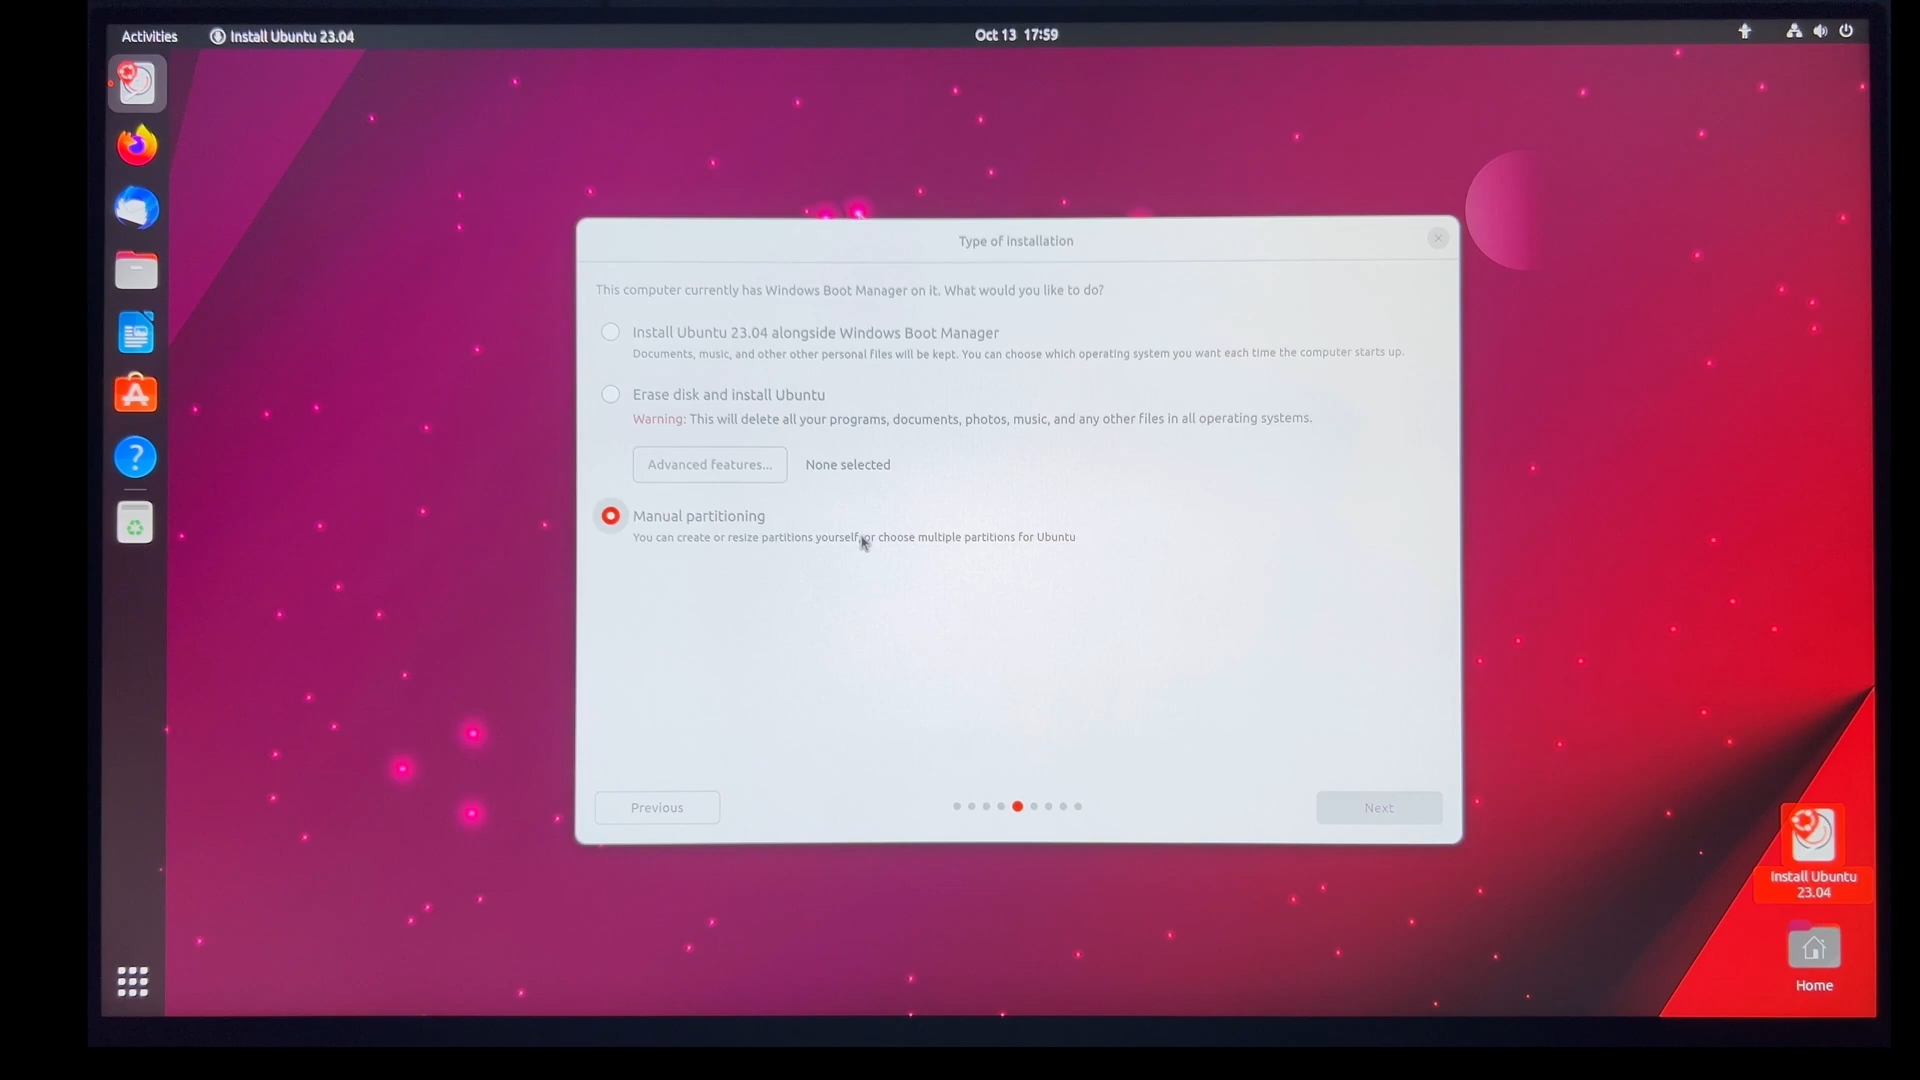 Activities
Install Ubuntu 23.04
Oct 13 17:59
Type of installation
This computer currently has Windows Boot Manager on it. What would you like to do?
Install Ubuntu 23.04 alongside Windows Boot Manager
Documents, music, and other other personal files will be kept. You can choose which operating system you want each time the computer starts up.
Erase disk and install Ubuntu
Warning: This will delete all your programs, documents, photos, music, and any other files in all operating systems.
Advanced features...
None selected
Manual partitioning
You can create or resize partitions yourself, or choose multiple partitions for Ubuntu
Previous
Next
Install Ubuntu
23.04
Home